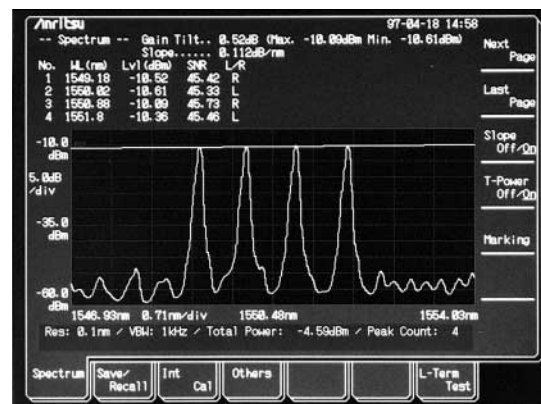 Anritsu 97-04-18 14:58
-- Spectrum -- Gain Tilt.. 0.52dB (Max. -10.09dBm Min. -10.61dBm)
Slope...... 0.112dB/nm
No. WL(nm) Lvl(dBm) SNR L/R
1 1549.18 -10.52 45.42 R
2 1550.02 -10.61 45.33 L
3 1550.88 -10.09 45.73 R
4 1551.8 -10.36 45.46 L
-10.0
dBm
5.0dB
/div
-35.0
dBm
-60.0
dBm
1546.93nm 0.71nm/div 1550.48nm 1554.03nm
Res: 0.1nm / VBW: 1kHz / Total Power: -4.59dBm / Peak Count: 4
Next
Page
Last
Page
Slope
Off/On
T-Power
Off/On
Marking
Spectrum
Save/
Recall
Int
Cal
Others
L-Term
Test